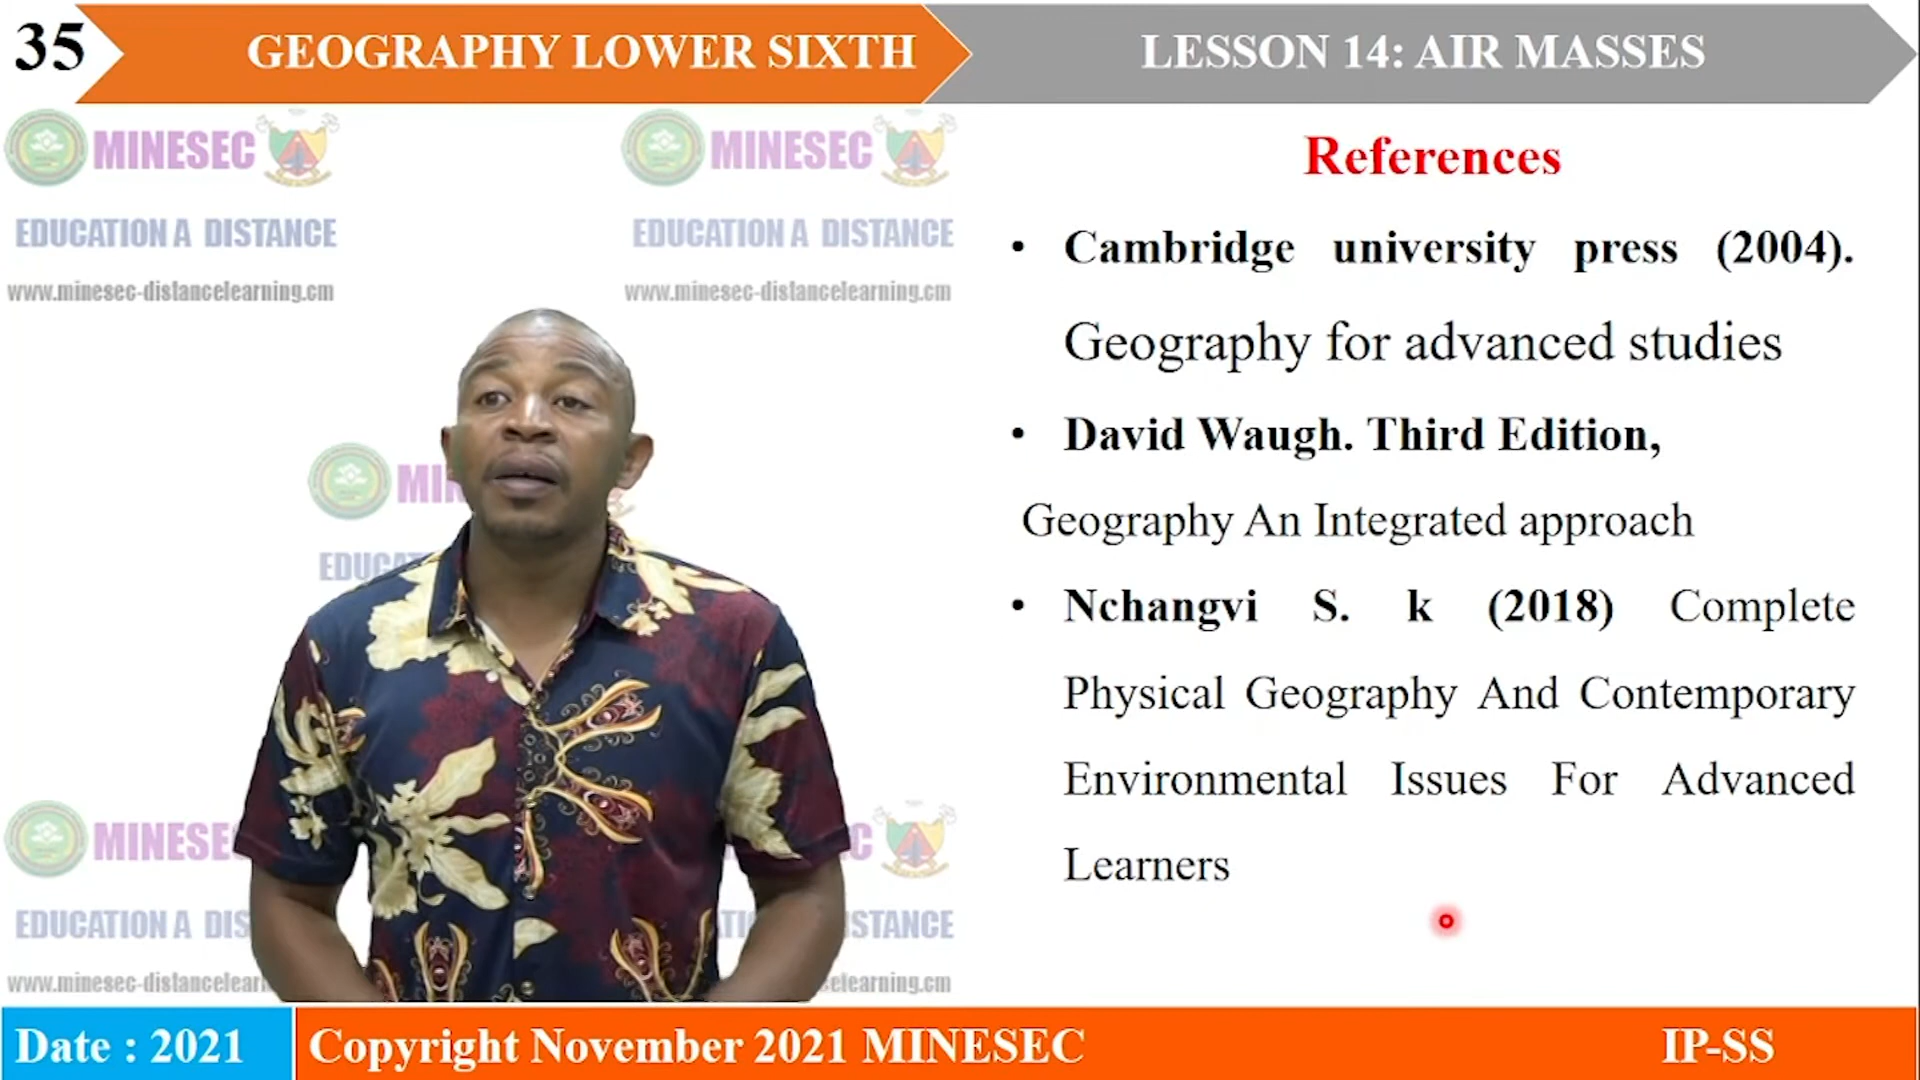 35 GEOGRAPHY LOWER SIXTH LESSON 14: AIR MASSES
MINESEC
EDUCATION A DISTANCE
www.minesec-distancelearning.cm
MINESEC
EDUCATION A DISTANCE
www.minesec-distancelearning.cm
References
• Cambridge university press (2004).
Geography for advanced studies
• David Waugh. Third Edition,
Geography An Integrated approach
• Nchangvi S. k (2018) Complete
Physical Geography And Contemporary
Environmental Issues For Advanced
Learners
Date : 2021 Copyright November 2021 MINESEC IP-SS